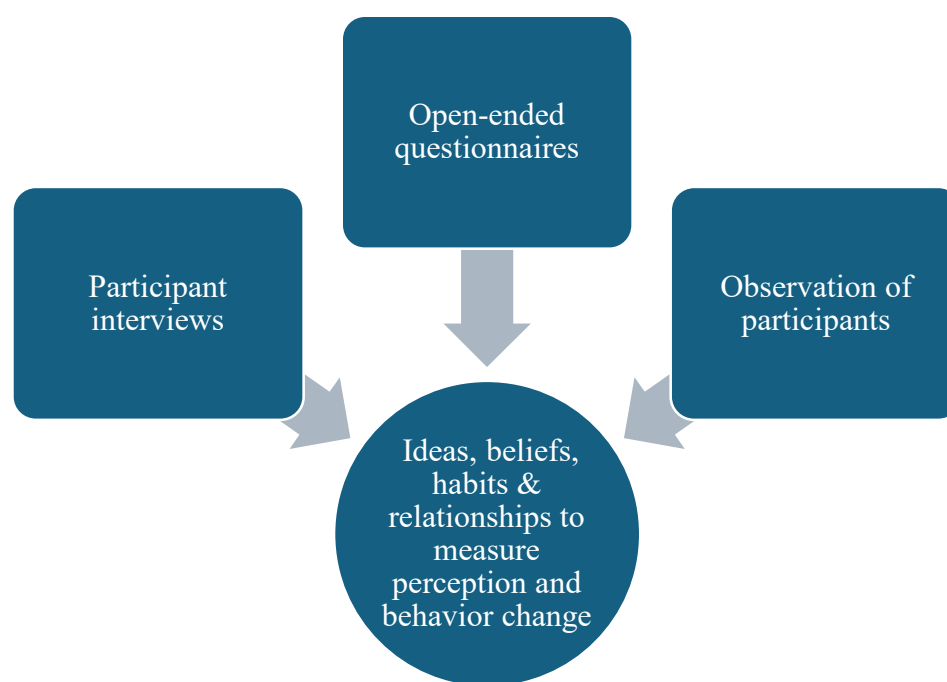 Open-ended
questionnaires
Participant
interviews
Observation of
participants
Ideas, beliefs,
habits &
relationships to
measure
perception and
behavior change